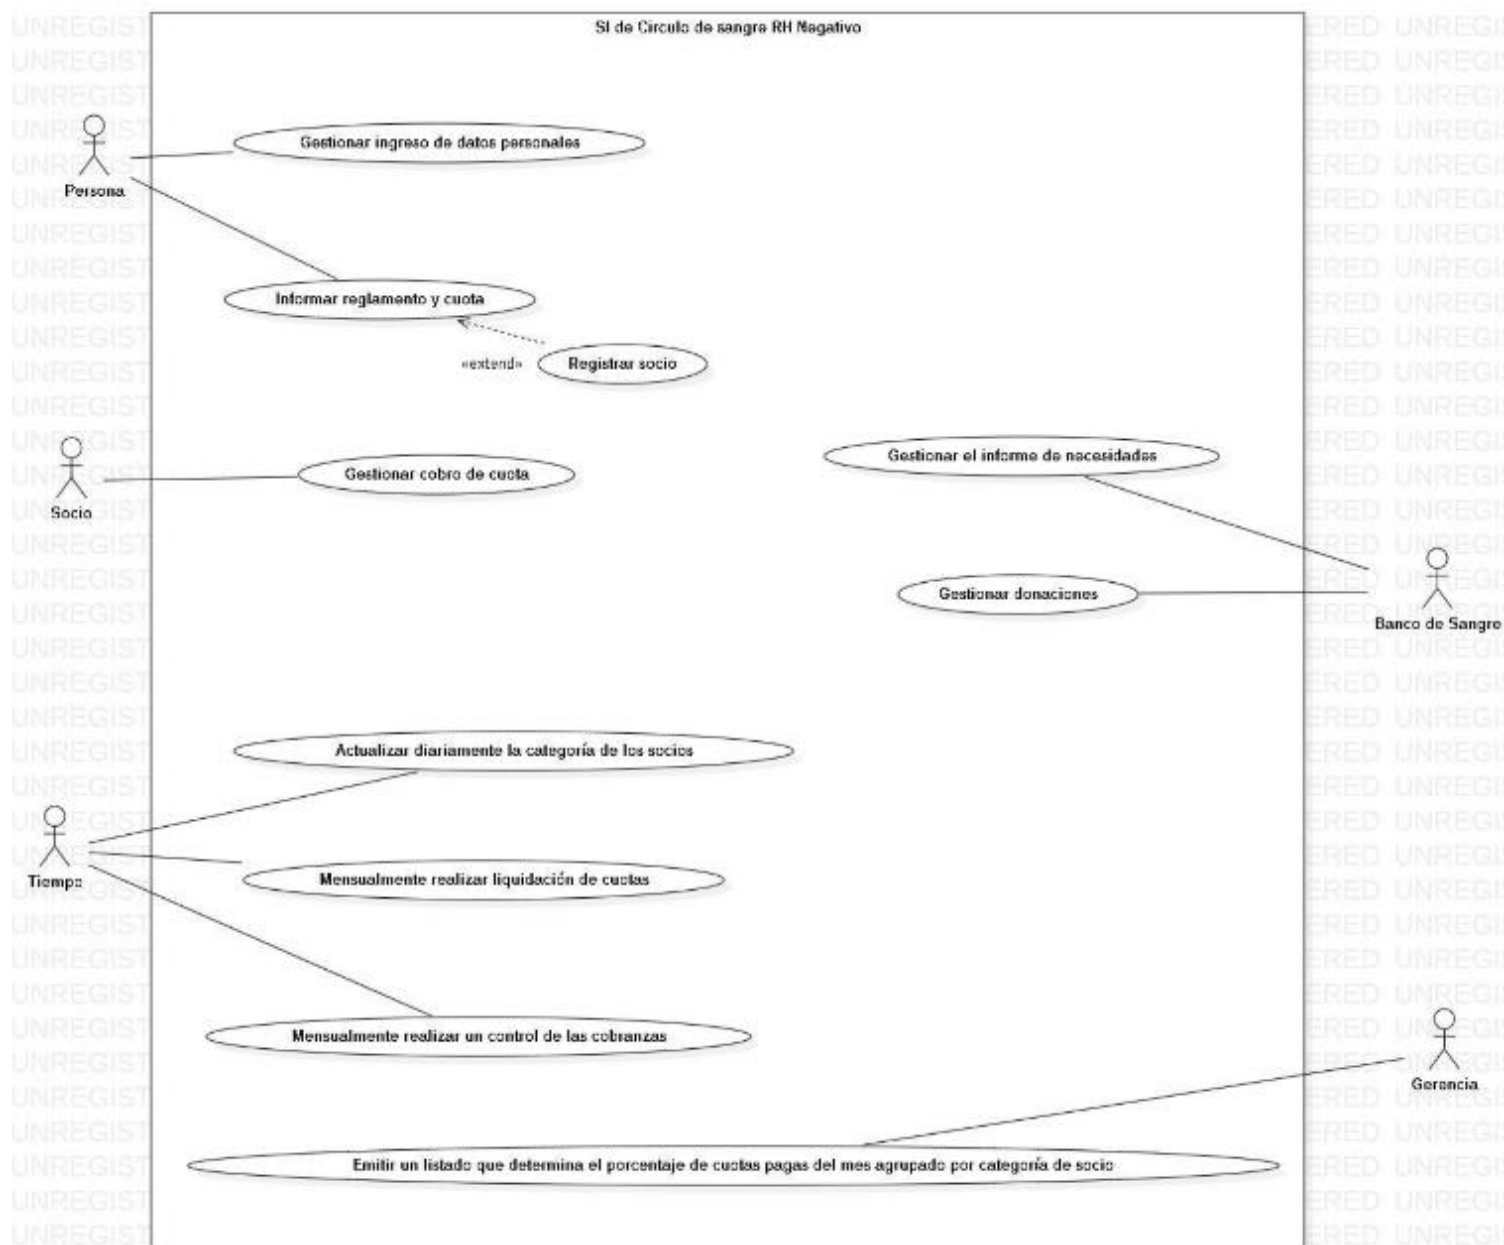 SI de Circulo de sangre RH Negativo
Gestionar ingreso de datos personales
Persona
Informar reglamento y cuota
«extend»
Registrar socio
Gestionar cobro de cuota
Socio
Gestionar el informe de necesidades
Gestionar donaciones
Banco de Sangre
Actualizar diariamente la categoría de los socios
Tiempo
Mensualmente realizar liquidación de cuotas
Mensualmente realizar un control de las cobranzas
Gerencia
Emitir un listado que determina el porcentaje de cuotas pagas del mes agrupado por categoría de socio